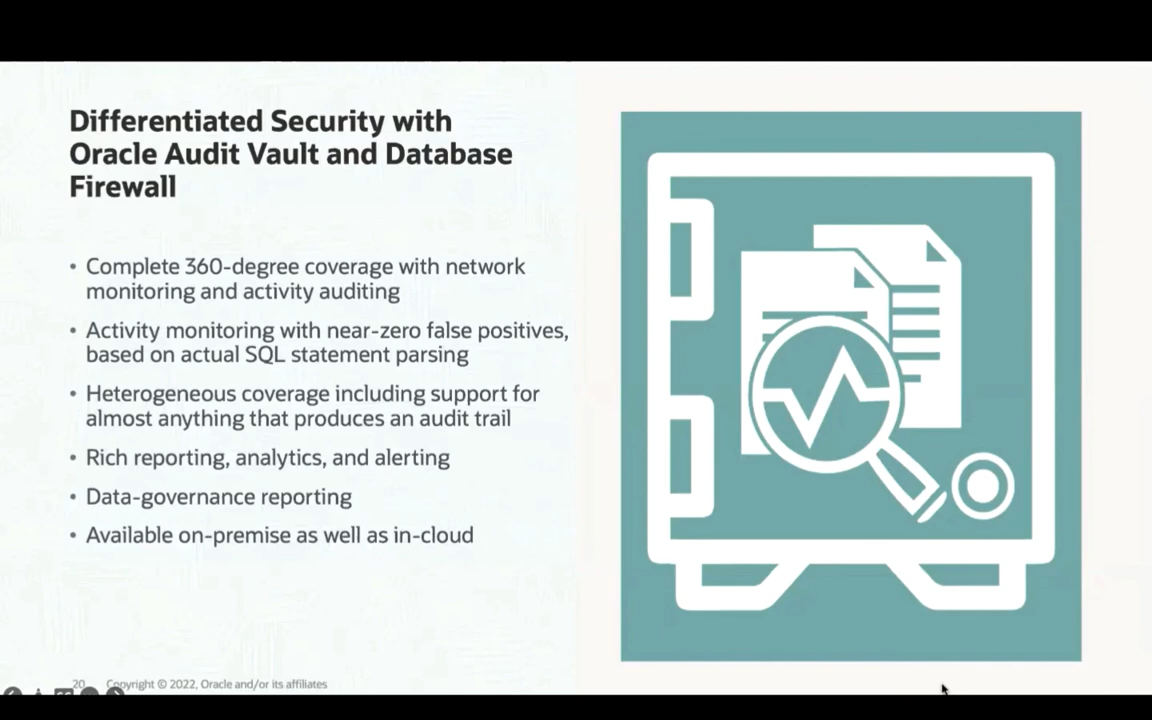 Differentiated Security with
Oracle Audit Vault and Database
Firewall
• Complete 360-degree coverage with network
monitoring and activity auditing
• Activity monitoring with near-zero false positives,
based on actual SQL statement parsing
• Heterogeneous coverage including support for
almost anything that produces an audit trail
• Rich reporting, analytics, and alerting
• Data-governance reporting
• Available on-premise as well as in-cloud
20 Copyright © 2022, Oracle and/or its affiliates